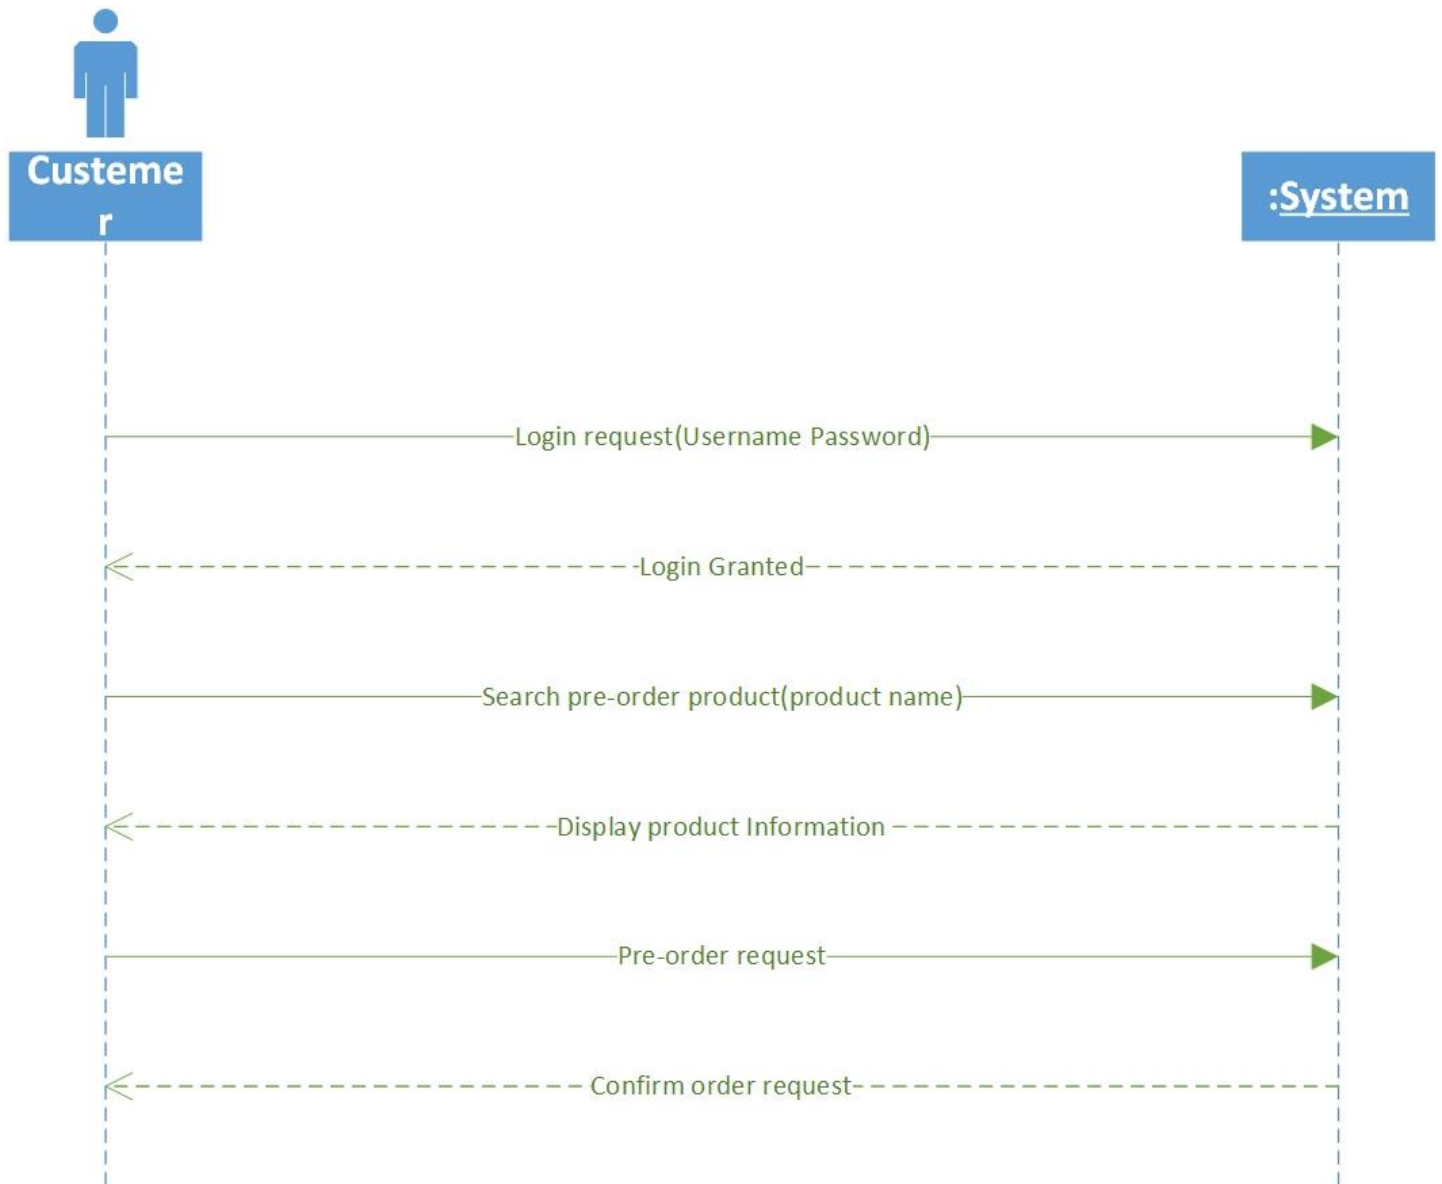 Custeme
r
:System
Login request(Username Password)
Login Granted
Search pre-order product(product name)
Display product Information
Pre-order request
Confirm order request